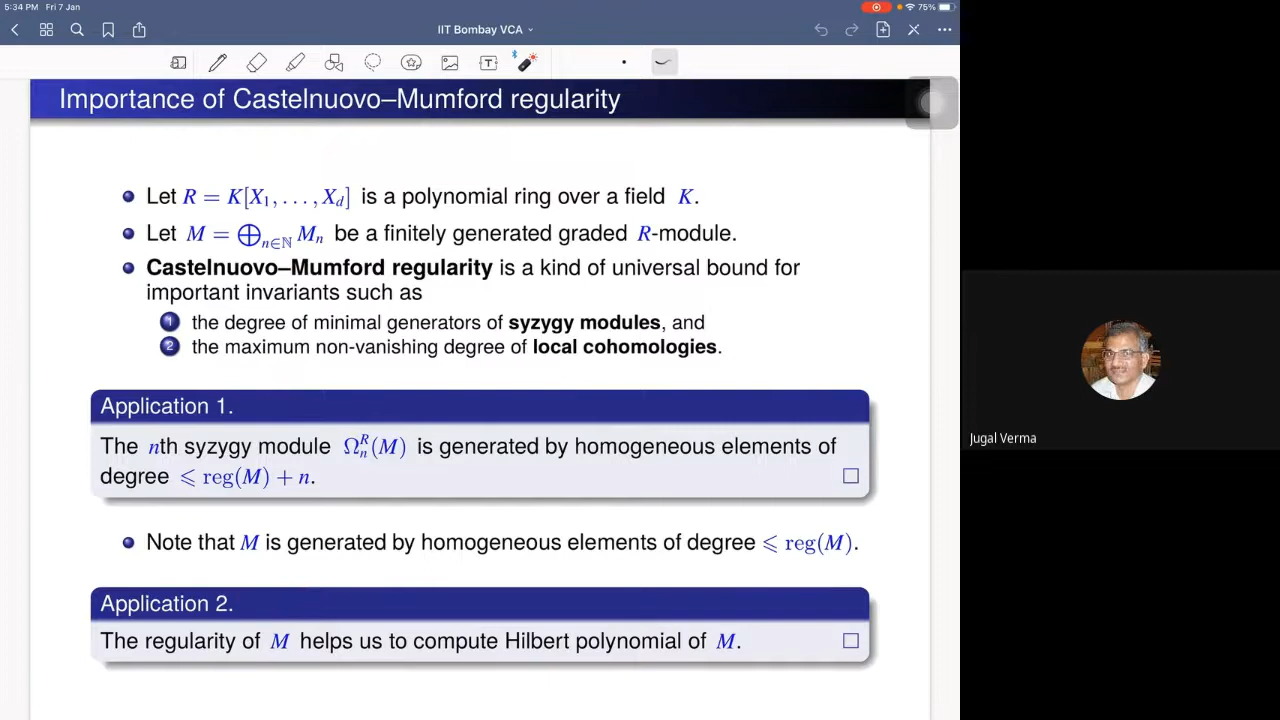 5:34 PM Fri 7 Jan
75%
IIT Bombay VCA
Importance of Castelnuovo–Mumford regularity
Let R = K[X₁, . . . , X_d] is a polynomial ring over a field K.
Let M = ⊕_{n∈ℕ} M_n be a finitely generated graded R-module.
Castelnuovo–Mumford regularity is a kind of universal bound for
important invariants such as
1 the degree of minimal generators of syzygy modules, and
2 the maximum non-vanishing degree of local cohomologies.
Application 1.
The nth syzygy module Ω_n^R(M) is generated by homogeneous elements of
degree ⩽ reg(M) + n. □
Note that M is generated by homogeneous elements of degree ⩽ reg(M).
Application 2.
The regularity of M helps us to compute Hilbert polynomial of M. □
Jugal Verma